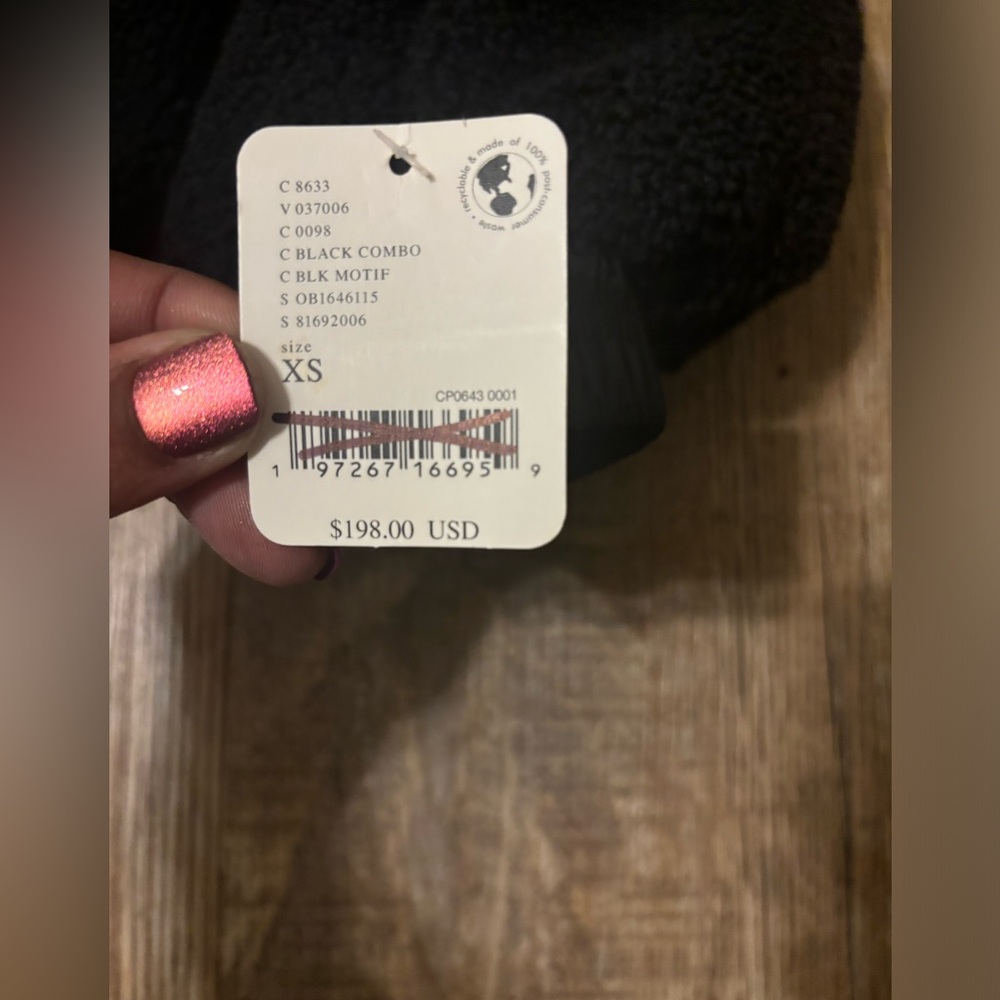 recyclable & made of 100% post-consumer waste •
C 8633
V 037006
C 0098
C BLACK COMBO
C BLK MOTIF
S OB1646115
S 81692006
size
XS
CP0643 0001
1 97267 16695 9
$198.00 USD